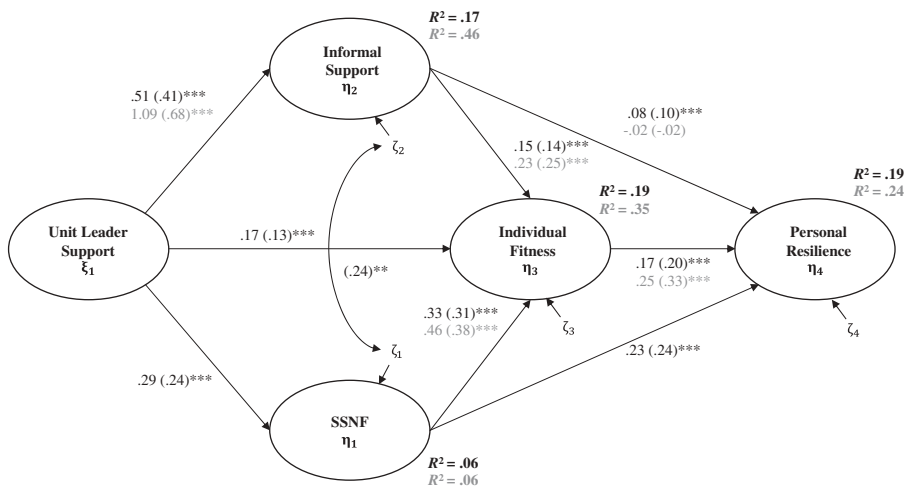 R² = .17
R² = .46
Informal
Support
η₂
.51 (.41)***
1.09 (.68)***
.08 (.10)***
-.02 (-.02)
ζ₂
.15 (.14)***
.23 (.25)***
R² = .19
R² = .35
R² = .19
R² = .24
Unit Leader
Support
ξ₁
.17 (.13)***
Individual
Fitness
η₃
Personal
Resilience
η₄
(.24)**
.17 (.20)***
.25 (.33)***
.33 (.31)***
.46 (.38)***
ζ₃
ζ₄
ζ₁
.29 (.24)***
.23 (.24)***
SSNF
η₁
R² = .06
R² = .06